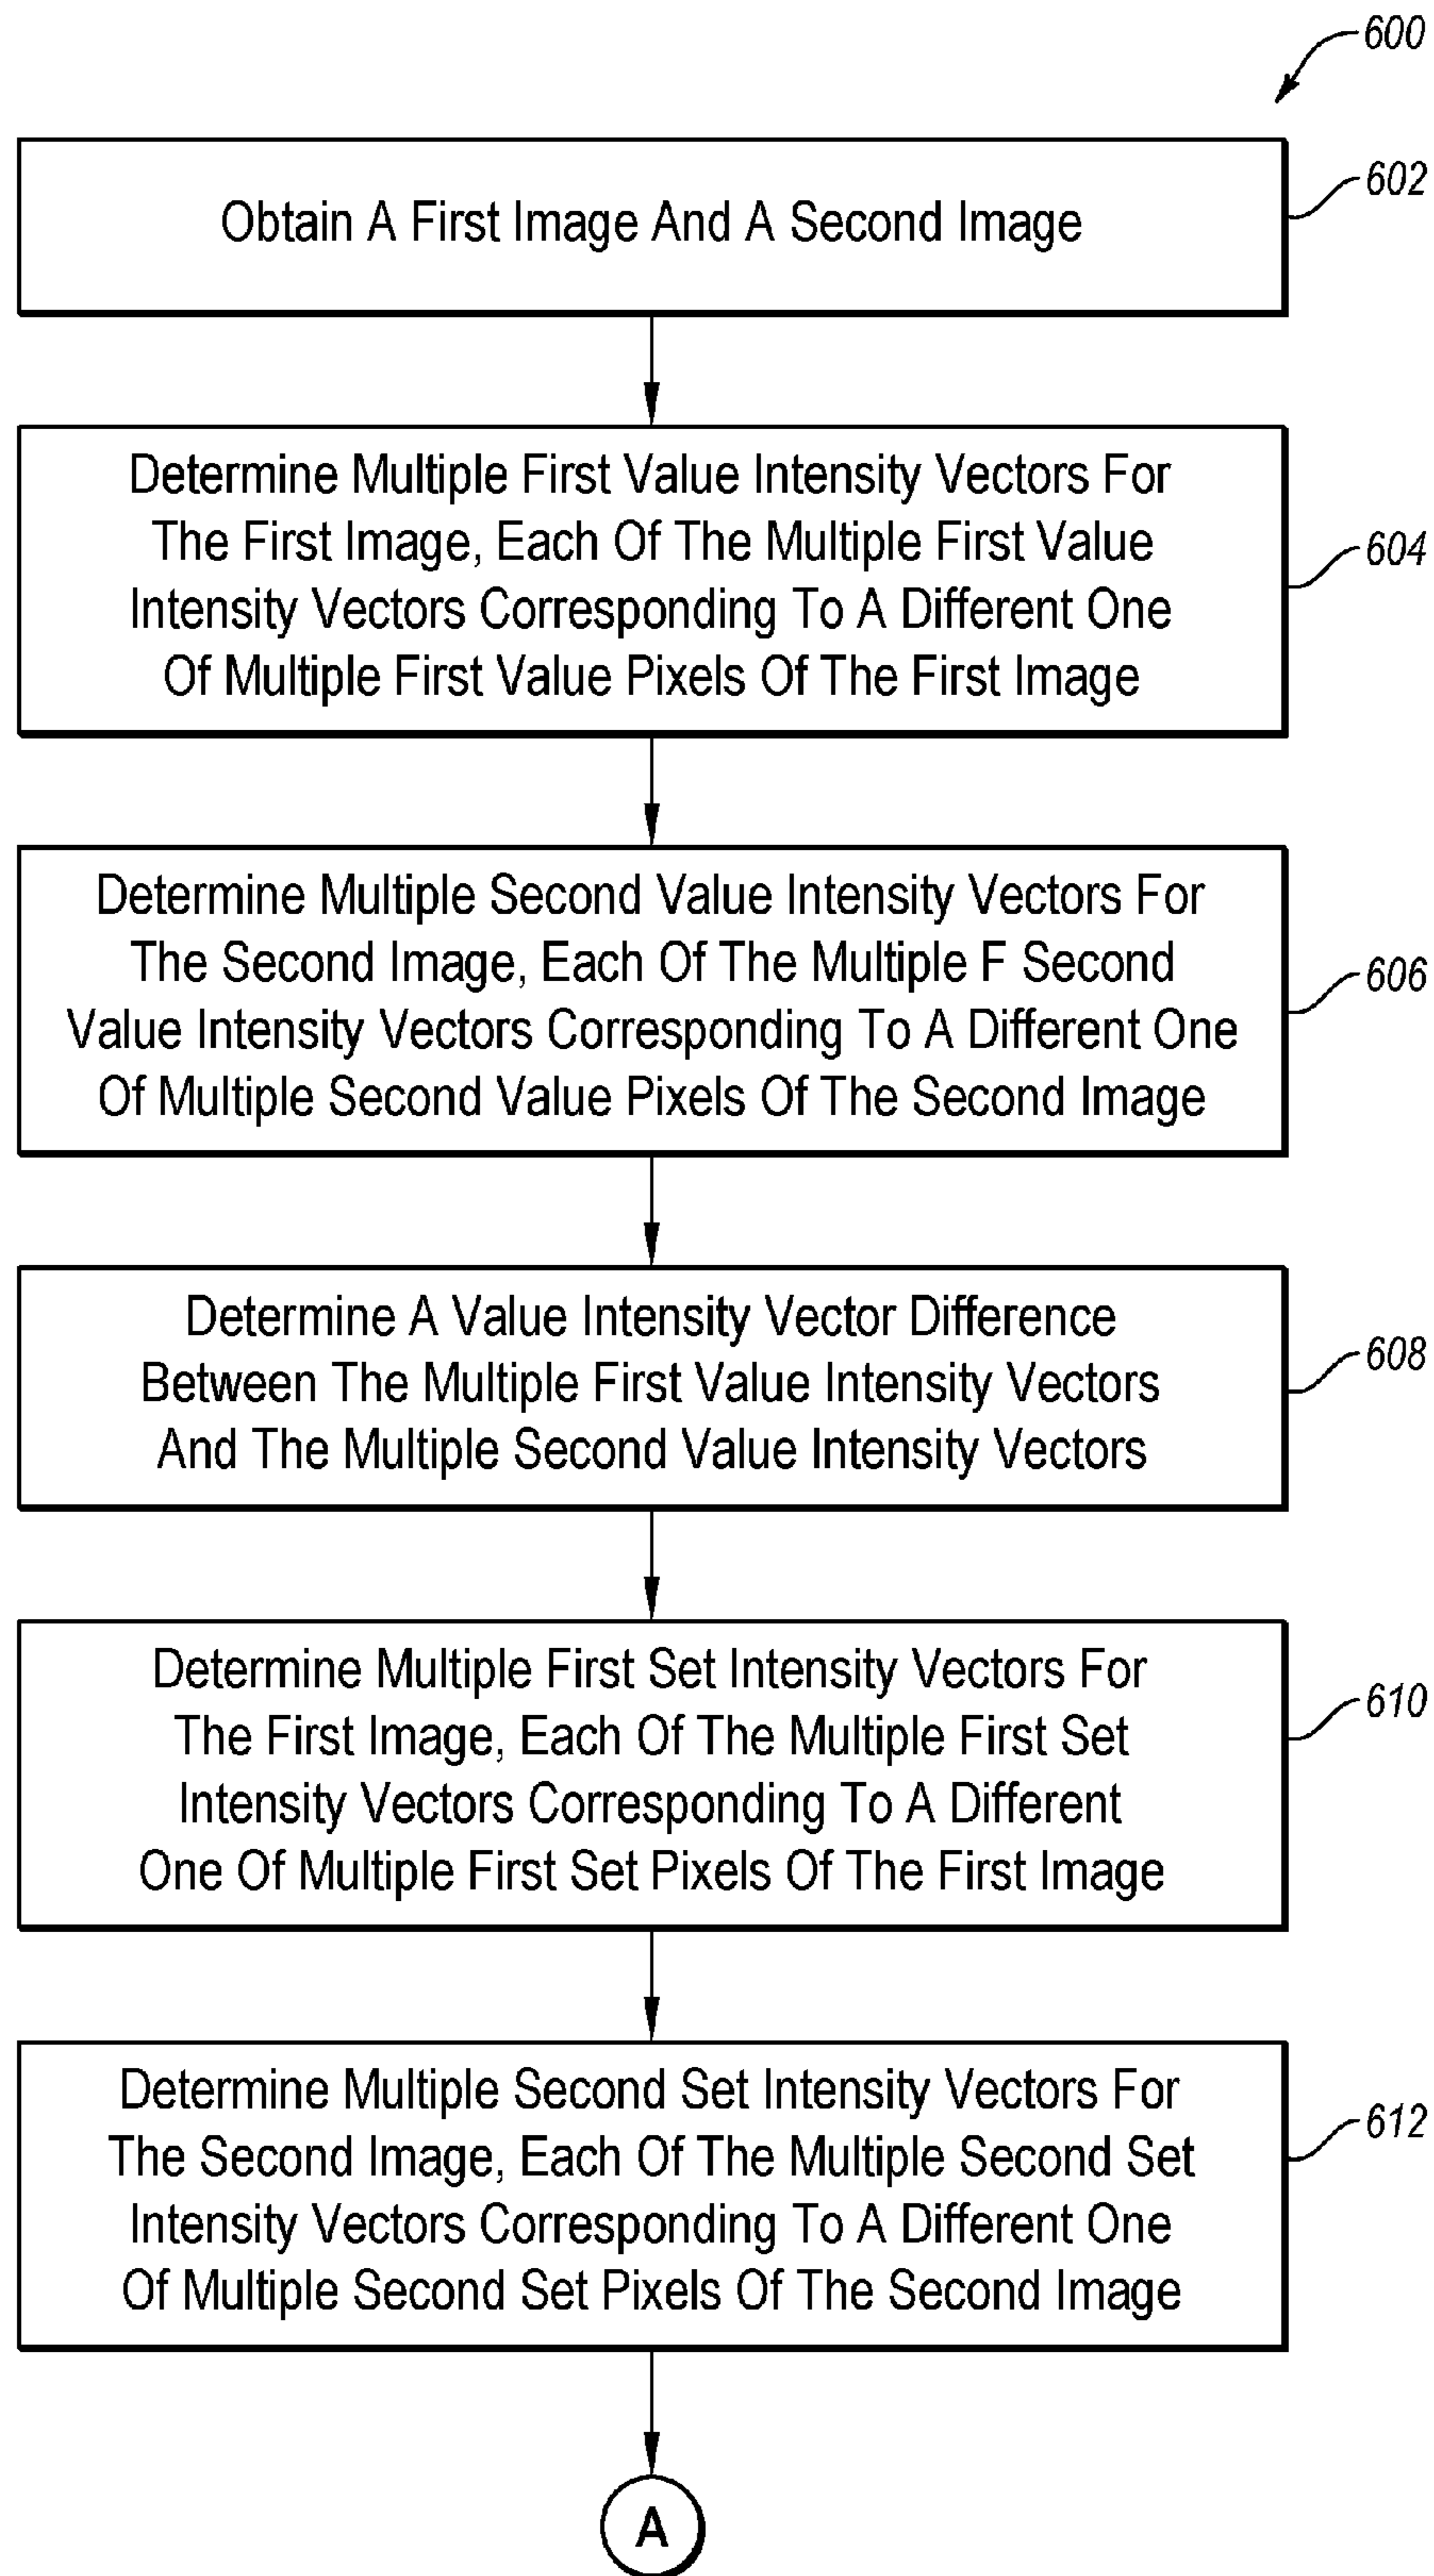 600
Obtain A First Image And A Second Image
602
Determine Multiple First Value Intensity Vectors For
The First Image, Each Of The Multiple First Value
Intensity Vectors Corresponding To A Different One
Of Multiple First Value Pixels Of The First Image
604
Determine Multiple Second Value Intensity Vectors For
The Second Image, Each Of The Multiple F Second
Value Intensity Vectors Corresponding To A Different One
Of Multiple Second Value Pixels Of The Second Image
606
Determine A Value Intensity Vector Difference
Between The Multiple First Value Intensity Vectors
And The Multiple Second Value Intensity Vectors
608
Determine Multiple First Set Intensity Vectors For
The First Image, Each Of The Multiple First Set
Intensity Vectors Corresponding To A Different
One Of Multiple First Set Pixels Of The First Image
610
Determine Multiple Second Set Intensity Vectors For
The Second Image, Each Of The Multiple Second Set
Intensity Vectors Corresponding To A Different One
Of Multiple Second Set Pixels Of The Second Image
612
A